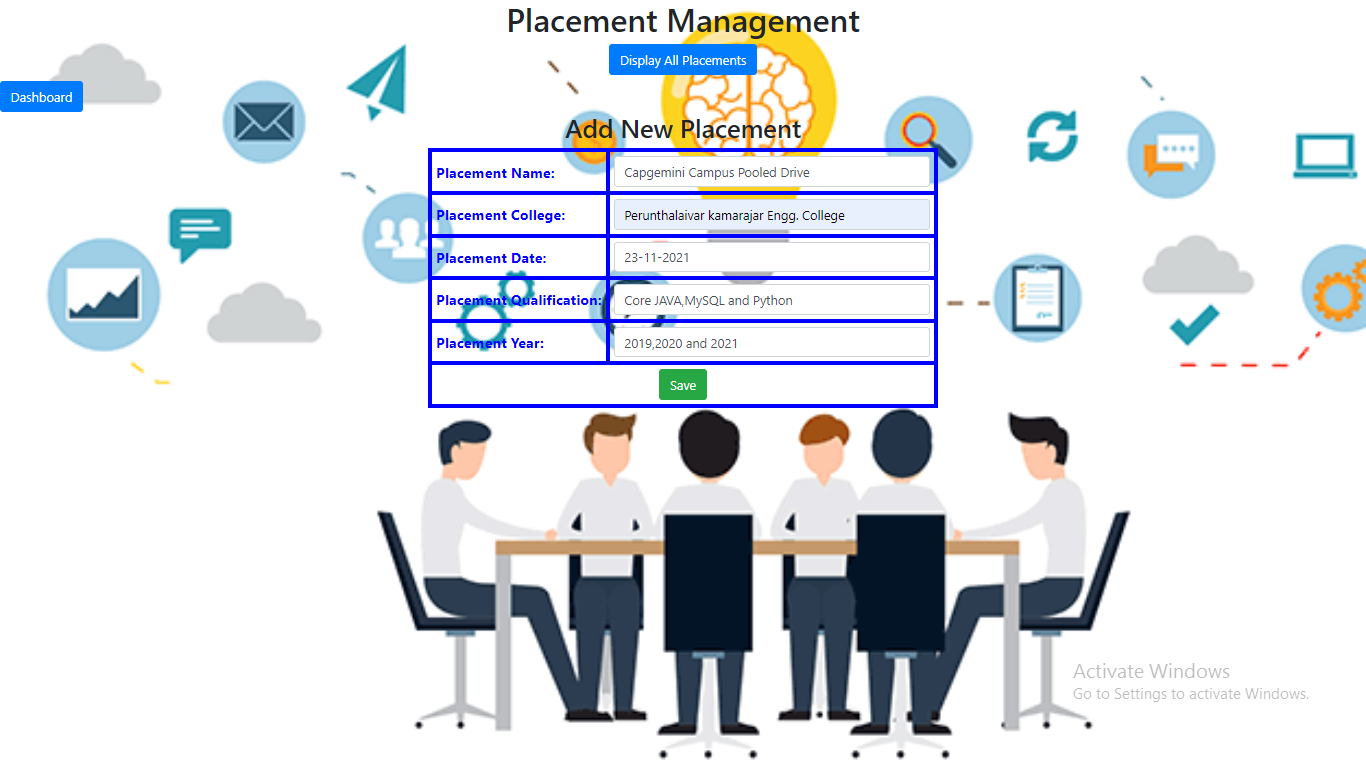 Placement Management
Display All Placements
Dashboard
Add New Placement
Placement Name: Capgemini Campus Pooled Drive
Placement College: Perunthalaivar kamarajar Engg. College
Placement Date: 23-11-2021
Placement Qualification: Core JAVA,MySQL and Python
Placement Year: 2019,2020 and 2021
Save
Activate Windows
Go to Settings to activate Windows.